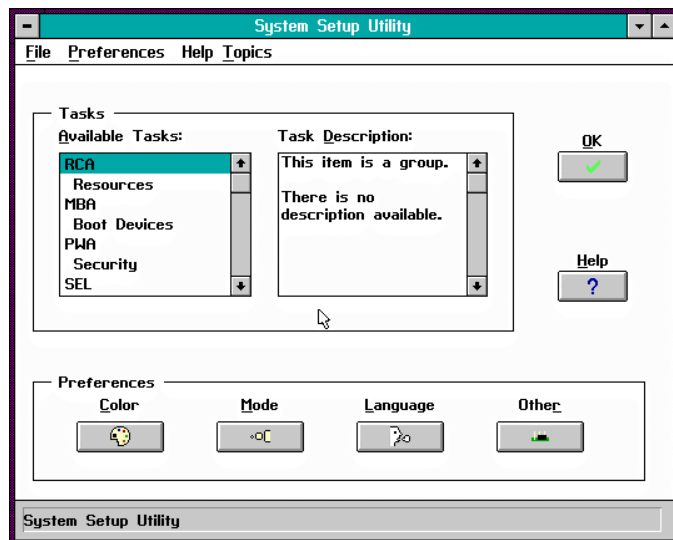 System Setup Utility
File Preferences Help Topics
Tasks
Available Tasks:
RCA
Resources
MBA
Boot Devices
PWA
Security
SEL
Task Description:
This item is a group.
There is no
description available.
OK
Help
?
Preferences
Color Mode Language Other
System Setup Utility